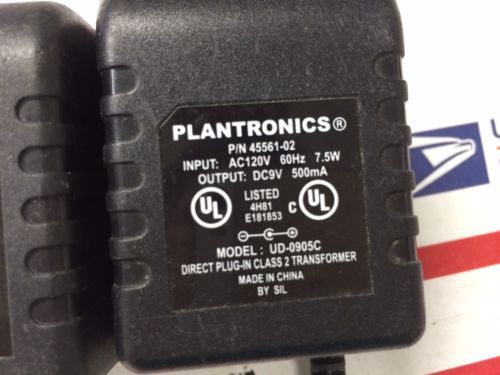 PLANTRONICS®
P/N 45561-02
INPUT: AC120V 60Hz 7.5W
OUTPUT: DC9V 500mA
UL LISTED C UL
4H81
E181853
MODEL: UD-0905C
DIRECT PLUG-IN CLASS 2 TRANSFORMER
MADE IN CHINA
BY SIL